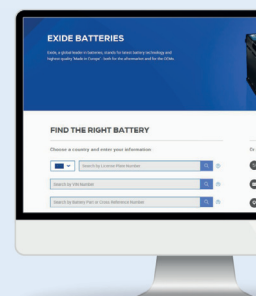 EXIDE BATTERIES
Exide, a global leader in batteries, stands for latest battery technology and
highest quality 'Made in Europe' - both for the aftermarket and for the OEMs.
FIND THE RIGHT BATTERY
Choose a country and enter your information
Search by License Plate Number
Search by VIN Number
Search by Battery Part or Cross Reference Number
Ex